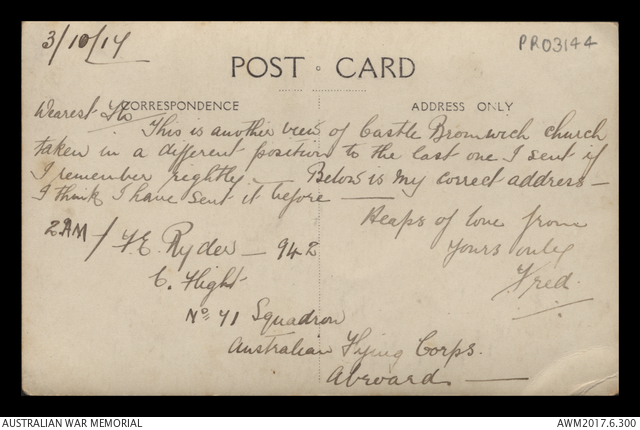 3/10/17
PR03144
POST CARD
CORRESPONDENCE
ADDRESS ONLY
Dearest
This is another view of Castle Bromwich church
taken in a different position to the last one I sent if
I remember rightly — Below is my correct address —
I think I have sent it before —
Heaps of love from
Yours only
Fred.
2AM/ F.E. Ryder — 942
C. Flight
No. 71 Squadron
Australian Flying Corps.
Abroad —
AUSTRALIAN WAR MEMORIAL
AWM2017.6.300